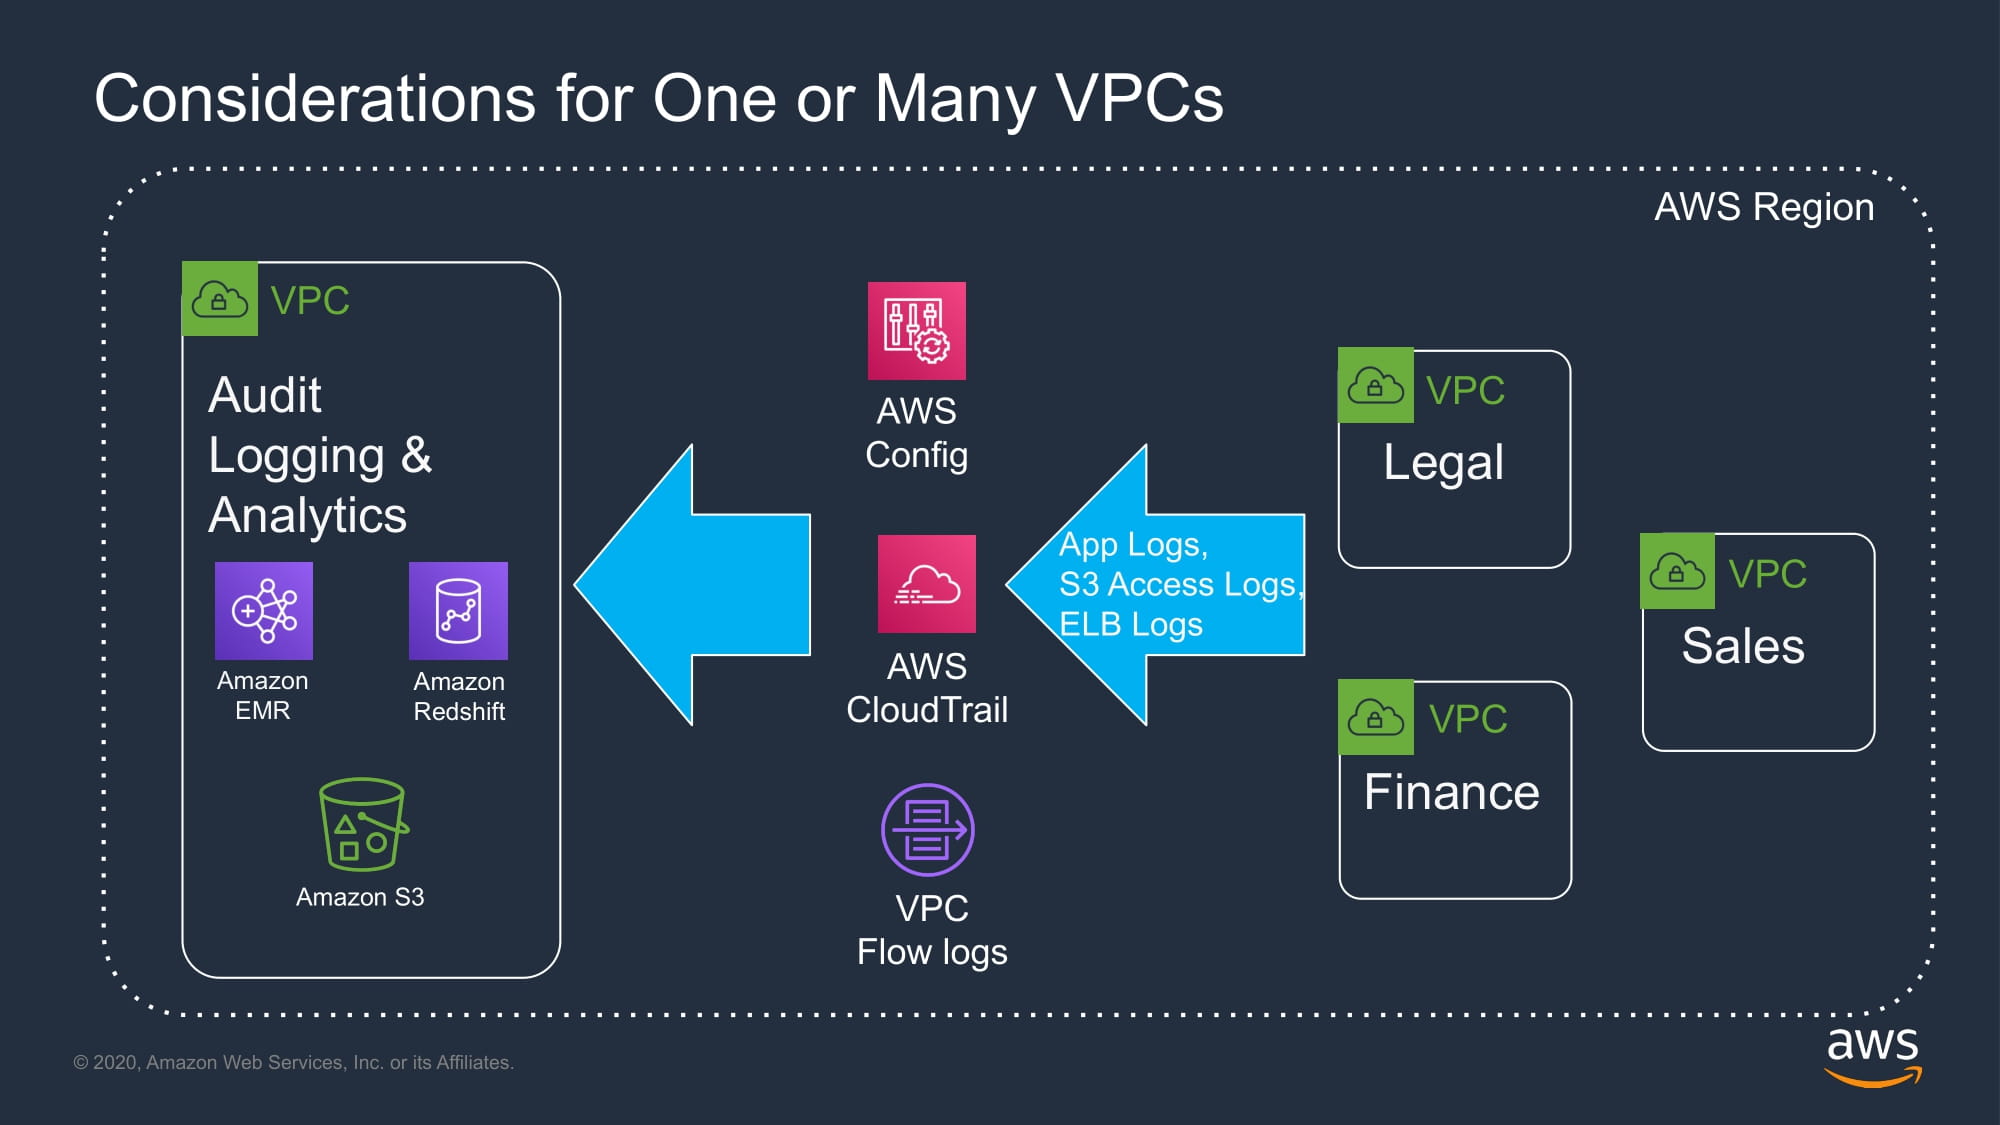 Considerations for One or Many VPCs
AWS Region
VPC
Audit
Logging &
Analytics
Amazon
EMR
Amazon
Redshift
Amazon S3
AWS
Config
AWS
CloudTrail
VPC
Flow logs
App Logs,
S3 Access Logs,
ELB Logs
VPC
Legal
VPC
Sales
VPC
Finance
© 2020, Amazon Web Services, Inc. or its Affiliates.
aws